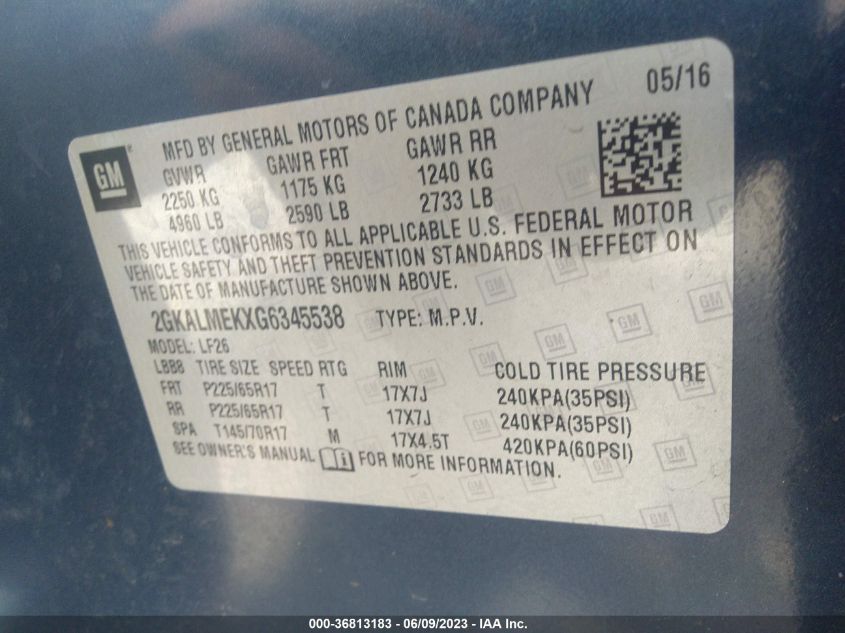 05/16
MFD BY GENERAL MOTORS OF CANADA COMPANY
GM
GVWR GAWR FRT GAWR RR
2250 KG 1175 KG 1240 KG
4960 LB 2590 LB 2733 LB
THIS VEHICLE CONFORMS TO ALL APPLICABLE U.S. FEDERAL MOTOR
VEHICLE SAFETY AND THEFT PREVENTION STANDARDS IN EFFECT ON
THE DATE OF MANUFACTURE SHOWN ABOVE.
2GKALMEKXG6345538 TYPE: M.P.V.
MODEL: LF26
LBB8 TIRE SIZE SPEED RTG RIM COLD TIRE PRESSURE
FRT P225/65R17 T 17X7J 240KPA(35PSI)
RR P225/65R17 T 17X7J 240KPA(35PSI)
SPA T145/70R17 M 17X4.5T 420KPA(60PSI)
SEE OWNER'S MANUAL FOR MORE INFORMATION.
000-36813183 - 06/09/2023 - IAA Inc.